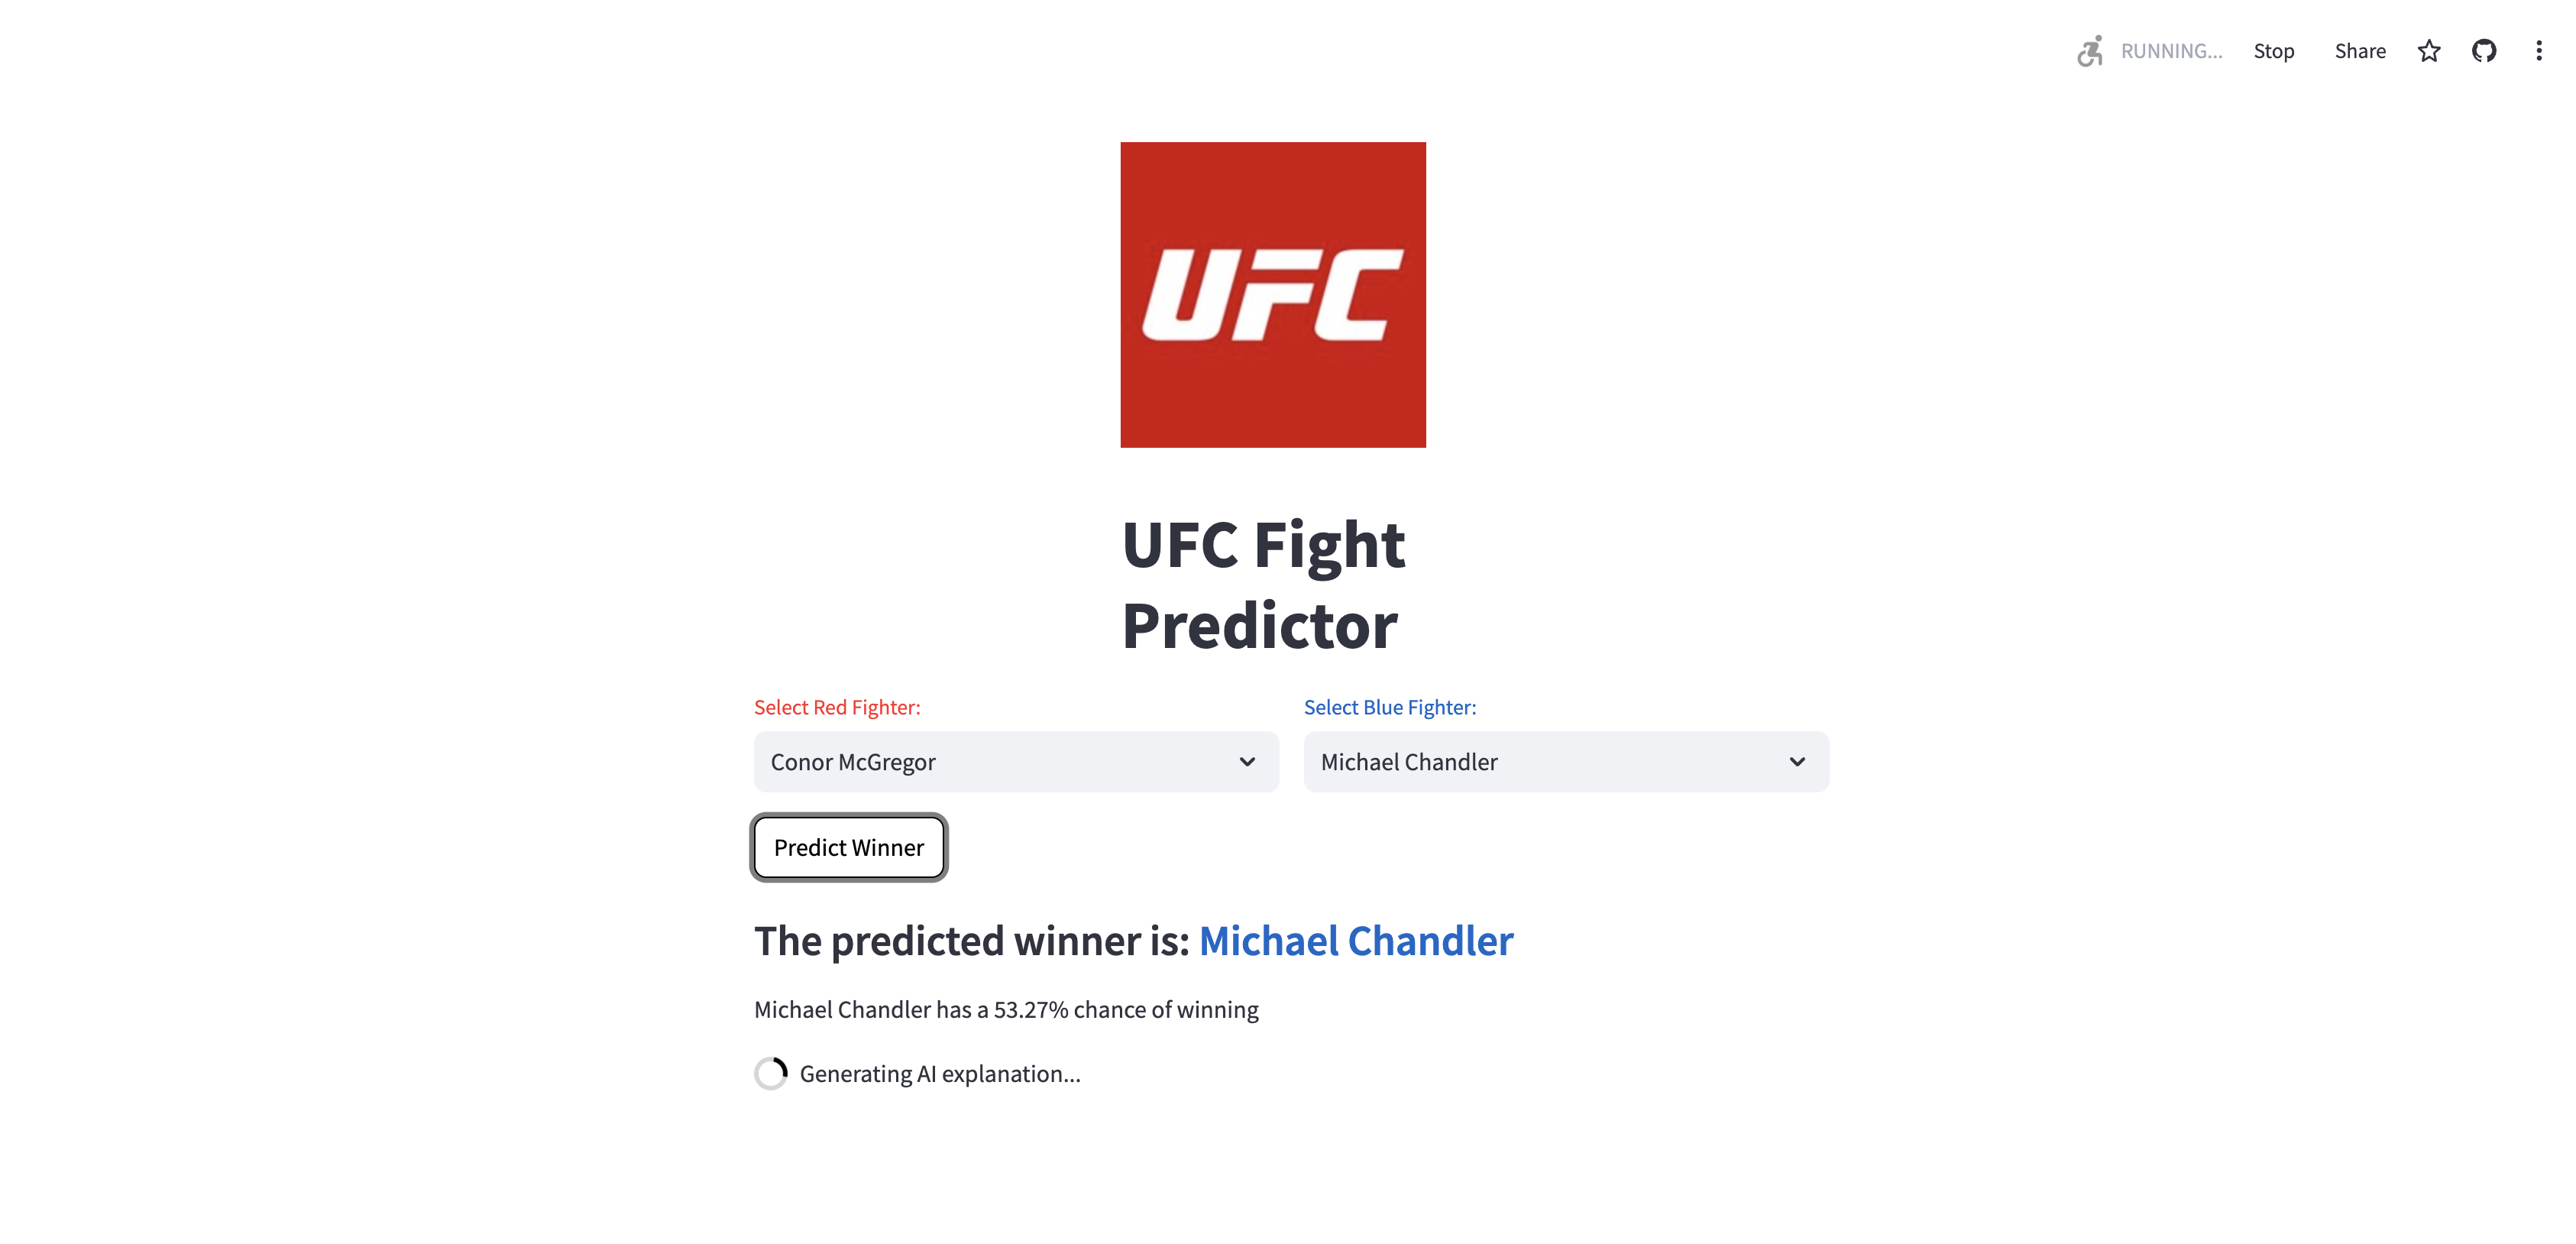 RUNNING... Stop Share
UFC
UFC Fight
Predictor
Select Red Fighter: Select Blue Fighter:
Conor McGregor Michael Chandler
Predict Winner
The predicted winner is: Michael Chandler
Michael Chandler has a 53.27% chance of winning
Generating AI explanation...